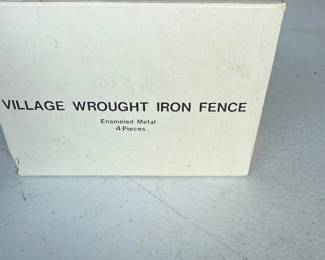 VILLAGE WROUGHT IRON FENCE
Enameled Metal
4 Pieces